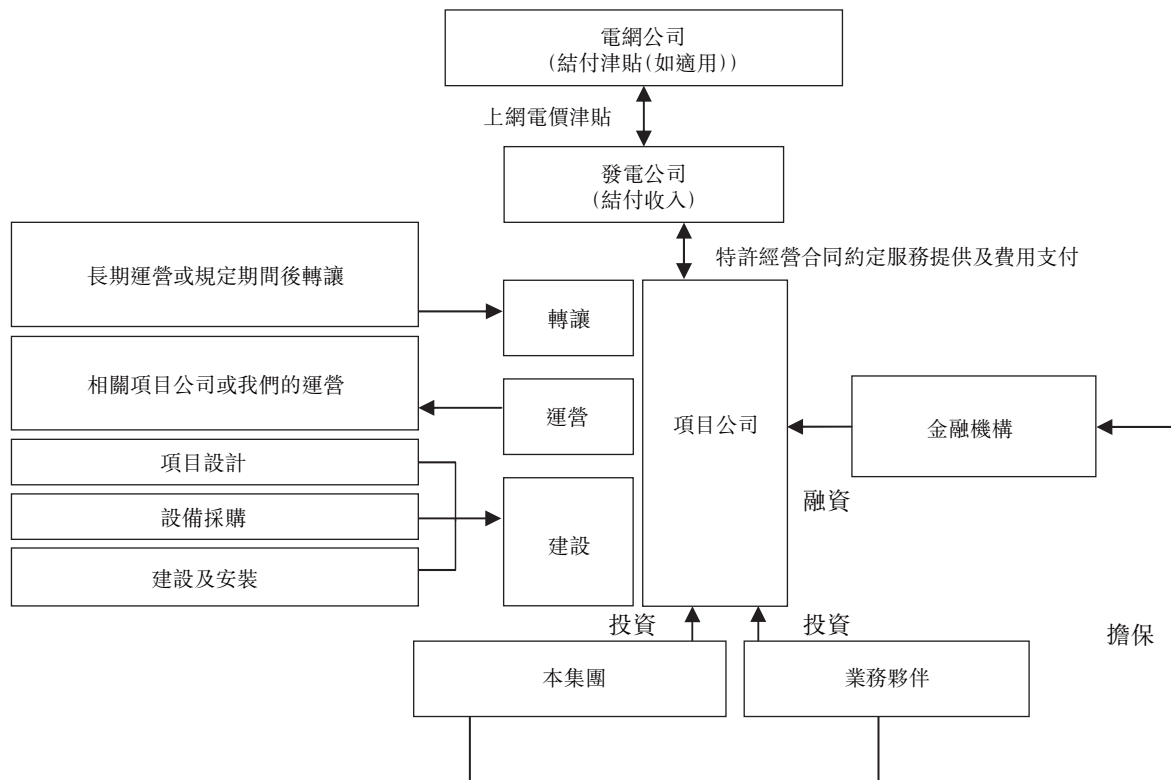 電網公司
(結付津貼(如適用))
上網電價津貼
發電公司
(結付收入)
特許經營合同約定服務提供及費用支付
長期運營或規定期間後轉讓
轉讓
相關項目公司或我們的運營
運營
項目公司
金融機構
項目設計
設備採購
建設及安裝
建設
融資
投資
投資
擔保
本集團
業務夥伴